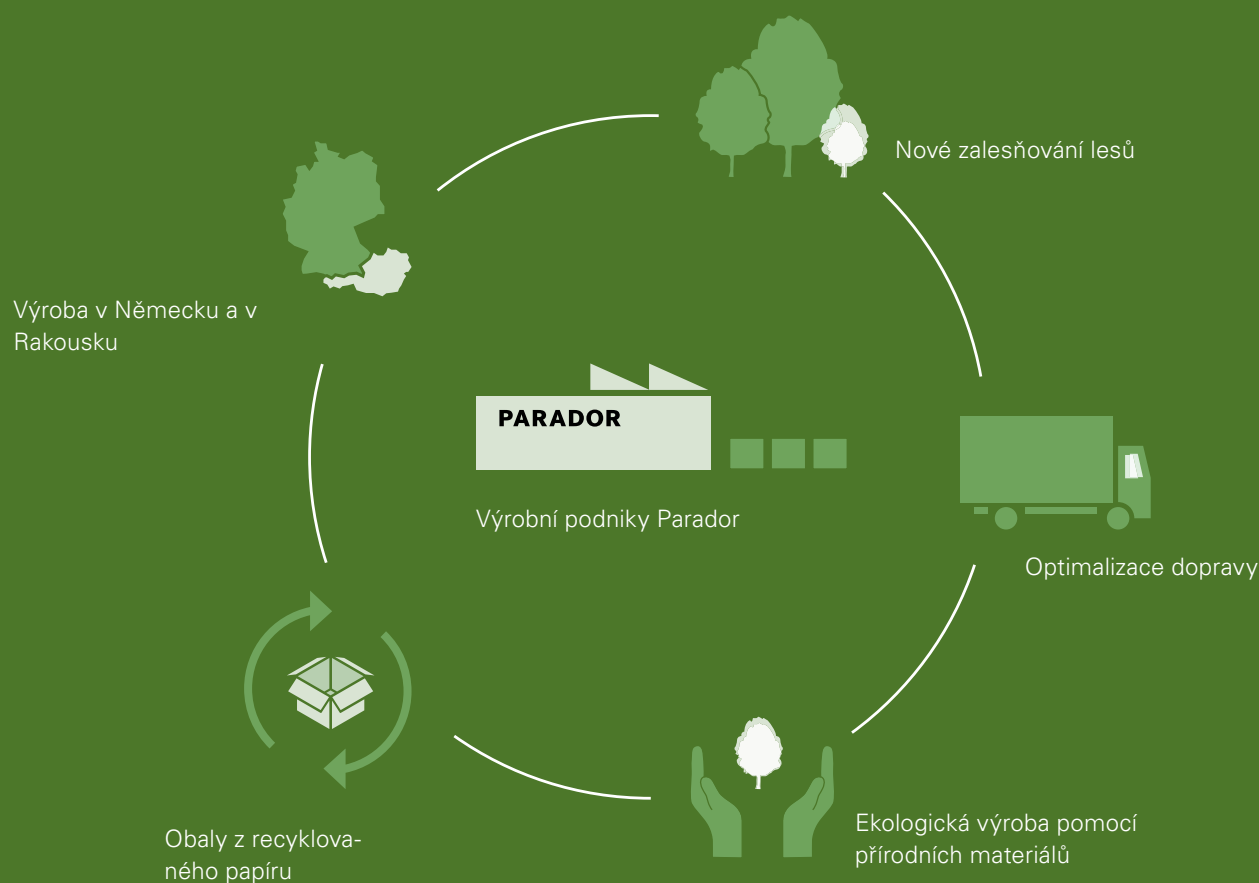 Nové zalesňování lesů
Výroba v Německu a v
Rakousku
PARADOR
Výrobní podniky Parador
Optimalizace dopravy
Obaly z recyklova-
ného papíru
Ekologická výroba pomocí
přírodních materiálů